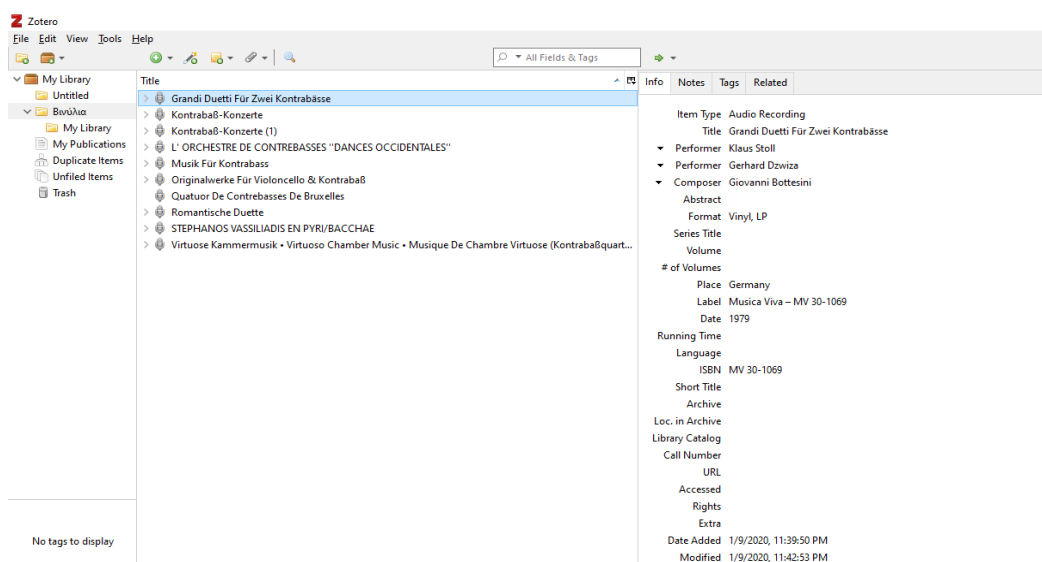 Zotero
File Edit View Tools Help
All Fields & Tags
My Library
Untitled
Βινύλια
My Library
My Publications
Duplicate Items
Unfiled Items
Trash
No tags to display
Title
Grandi Duetti Für Zwei Kontrabässe
Kontrabaß-Konzerte
Kontrabaß-Konzerte (1)
L' ORCHESTRE DE CONTREBASSES "DANCES OCCIDENTALES"
Musik Für Kontrabass
Originalwerke Für Violoncello & Kontrabaß
Quatuor De Contrebasses De Bruxelles
Romantische Duette
STEPHANOS VASSILIADIS EN PYRI/BACCHAE
Virtuose Kammermusik • Virtuoso Chamber Music • Musique De Chambre Virtuose (Kontrabaßquart...
Info Notes Tags Related
Item Type Audio Recording
Title Grandi Duetti Für Zwei Kontrabässe
Performer Klaus Stoll
Performer Gerhard Dzwiza
Composer Giovanni Bottesini
Abstract
Format Vinyl, LP
Series Title
Volume
# of Volumes
Place Germany
Label Musica Viva – MV 30-1069
Date 1979
Running Time
Language
ISBN MV 30-1069
Short Title
Archive
Loc. in Archive
Library Catalog
Call Number
URL
Accessed
Rights
Extra
Date Added 1/9/2020, 11:39:50 PM
Modified 1/9/2020, 11:42:53 PM